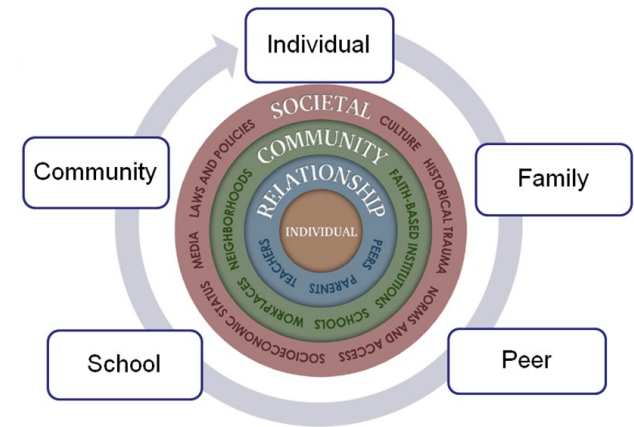 Individual
Family
Peer
School
Community
SOCIETAL
LAWS AND POLICIES
CULTURE
HISTORICAL TRAUMA
NORMS AND ACCESS
SOCIOECONOMIC STATUS
MEDIA
COMMUNITY
NEIGHBORHOODS
FAITH-BASED INSTITUTIONS
SCHOOLS
WORKPLACES
RELATIONSHIP
PEERS
PARENTS
TEACHERS
INDIVIDUAL